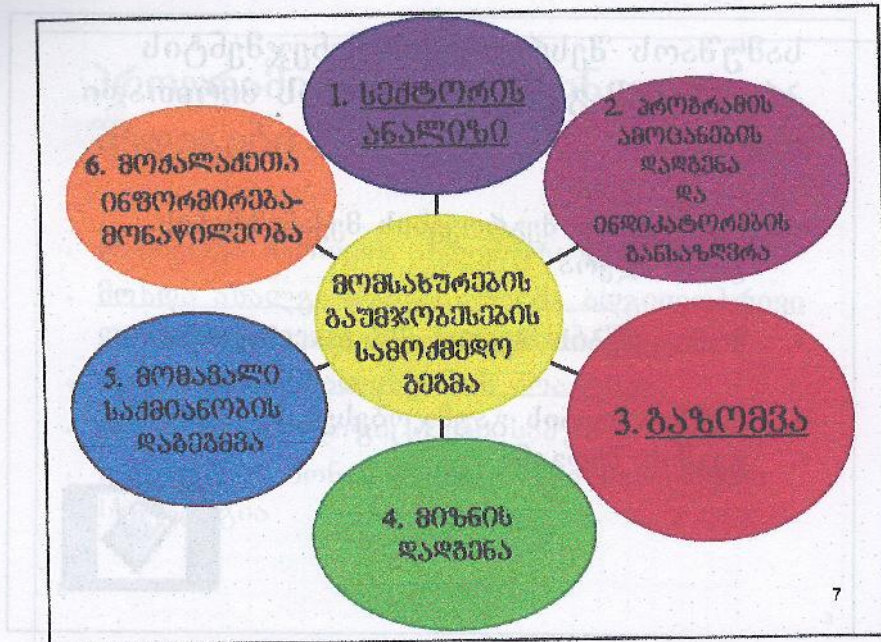 1. სექტორის
ანალიზი
2. პროგრამის
ამოცანების
დადგენა
და
ინდიკატორების
განსაზღვრა
3. გაზომვა
4. მიზნის
დადგენა
5. მომავალი
საქმიანობის
დაგეგმვა
6. მოქალაქეთა
ინფორმირება-
მონაწილეობა
მომსახურების
გაუმჯობესების
სამოქმედო
გეგმა
7